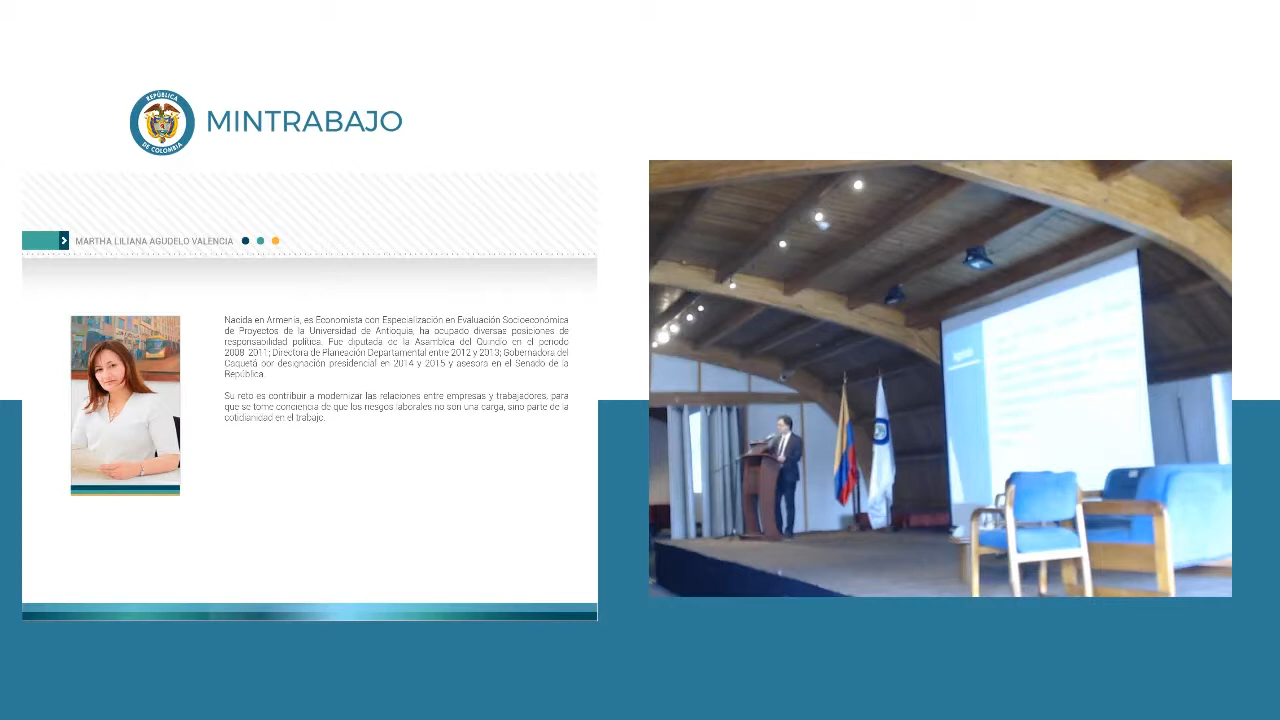 REPÚBLICA
DE COLOMBIA
MINTRABAJO
MARTHA LILIANA AGUDELO VALENCIA
Nacida en Armenia, es Economista con Especialización en Evaluación Socioeconómica
de Proyectos de la Universidad de Antioquia, ha ocupado diversas posiciones de
responsabilidad política. Fue diputada de la Asamblea del Quindío en el periodo
2008-2011; Directora de Planeación Departamental entre 2012 y 2013; Gobernadora del
Caquetá por designación presidencial en 2014 y 2015 y asesora en el Senado de la
República.
Su reto es contribuir a modernizar las relaciones entre empresas y trabajadores, para
que se tome conciencia de que los riesgos laborales no son una carga, sino parte de la
cotidianidad en el trabajo.